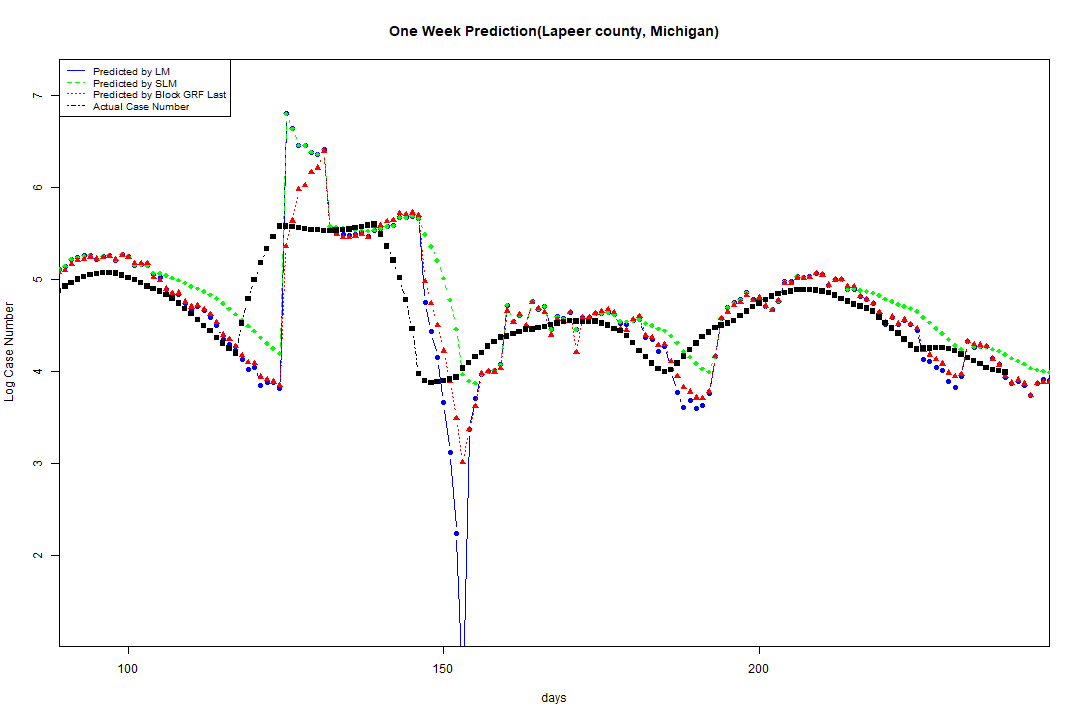 One Week Prediction(Lapeer county, Michigan)
Predicted by LM
Predicted by SLM
Predicted by Block GRF Last
Actual Case Number
7
6
5
4
3
2
Log Case Number
100
150
200
days